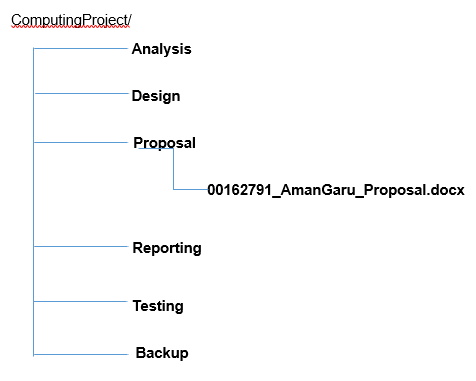 ComputingProject/
Analysis
Design
Proposal
00162791_AmanGaru_Proposal.docx
Reporting
Testing
Backup